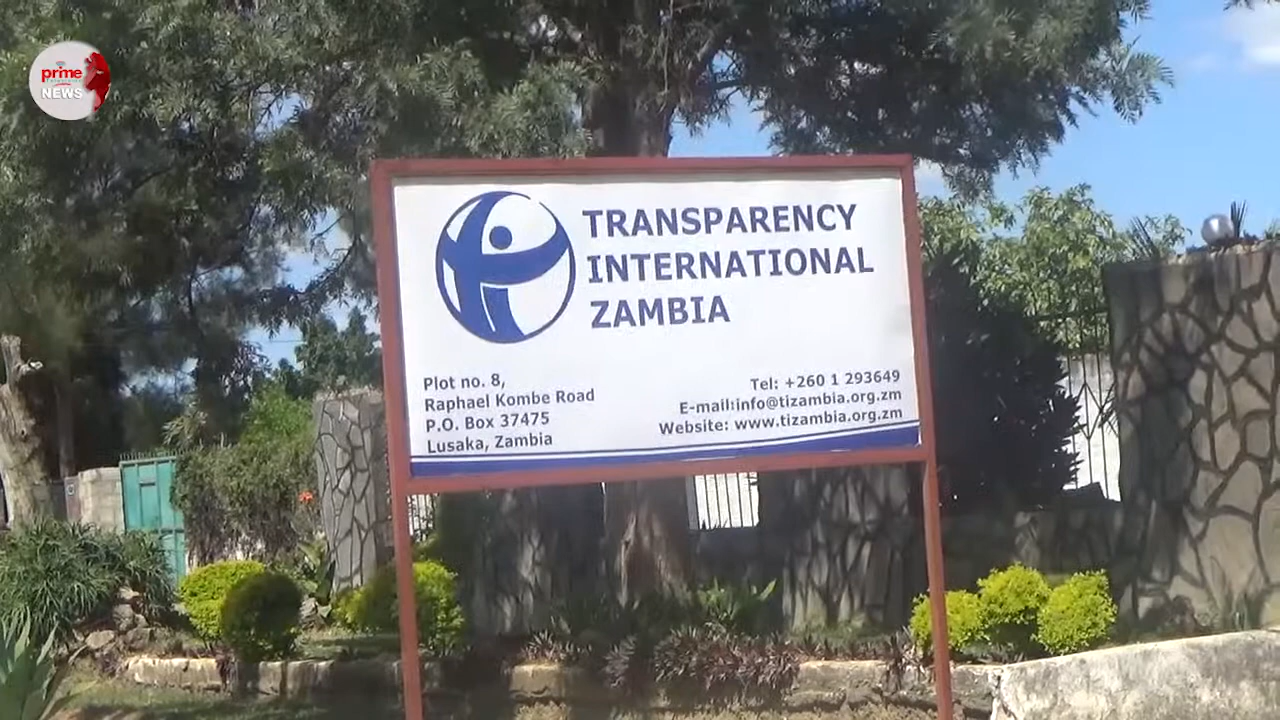 prime
NEWS
TRANSPARENCY
INTERNATIONAL
ZAMBIA
Plot no. 8,
Raphael Kombe Road
P.O. Box 37475
Lusaka, Zambia
Tel: +260 1 293649
E-mail:info@tizambia.org.zm
Website: www.tizambia.org.zm